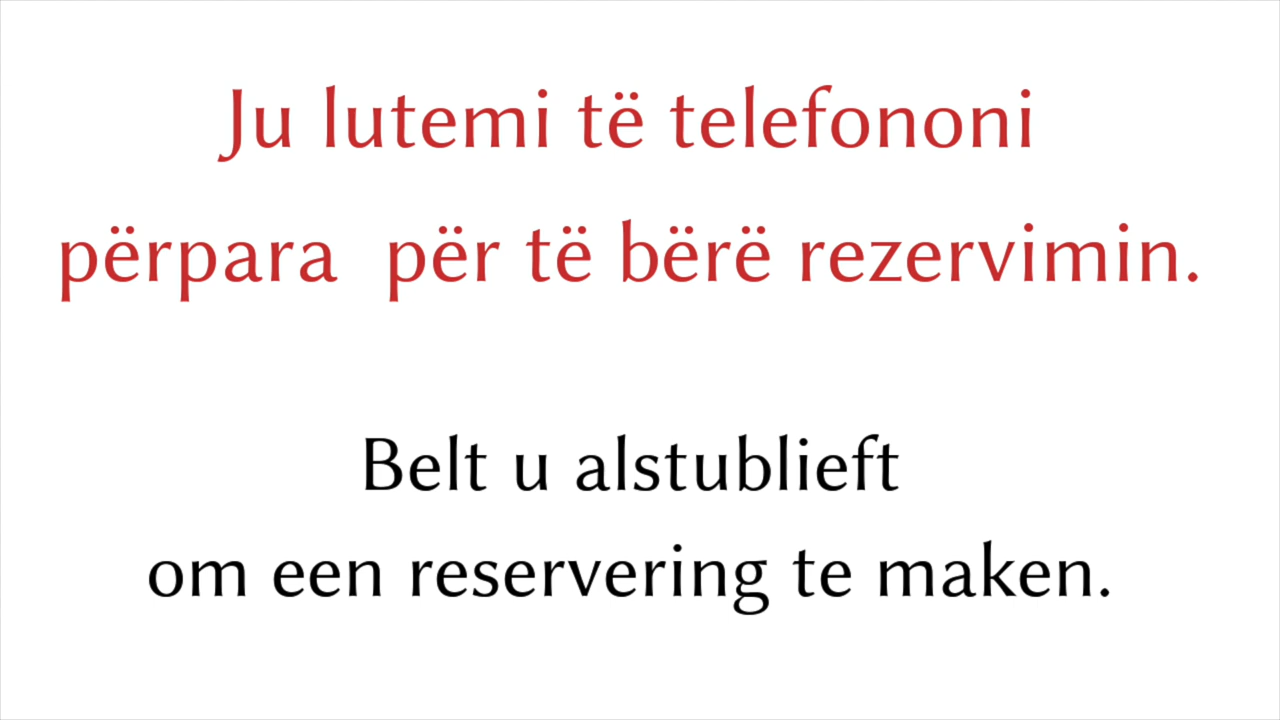 Ju lutemi të telefononi
përpara për të bërë rezervimin.
Belt u alstublieft
om een reservering te maken.